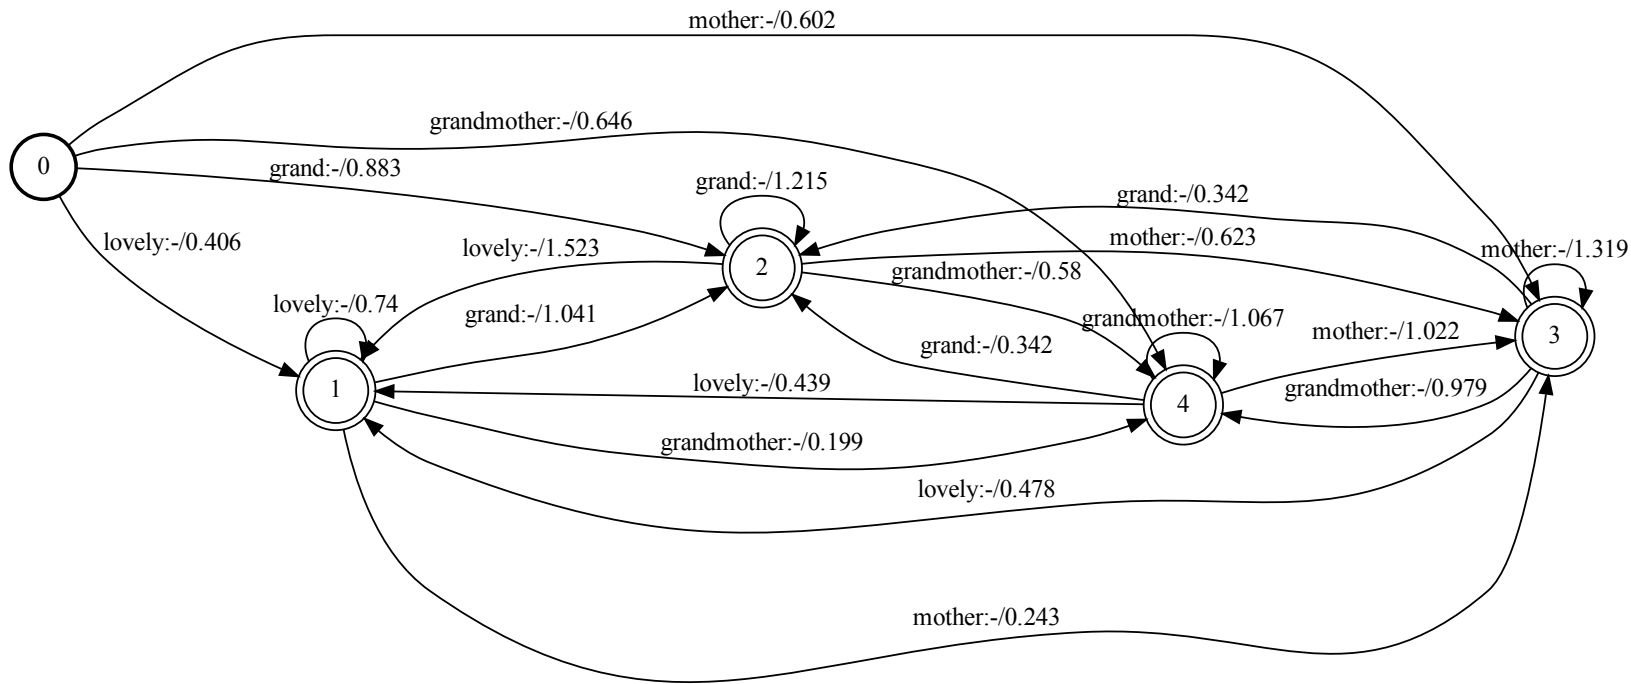 mother:-/0.602
grandmother:-/0.646
0
grand:-/0.883
grand:-/1.215
grand:-/0.342
lovely:-/0.406
lovely:-/1.523
mother:-/0.623
mother:-/1.319
2
grandmother:-/0.58
lovely:-/0.74
grand:-/1.041
grandmother:-/1.067
mother:-/1.022
3
grand:-/0.342
1
lovely:-/0.439
grandmother:-/0.979
4
grandmother:-/0.199
lovely:-/0.478
mother:-/0.243